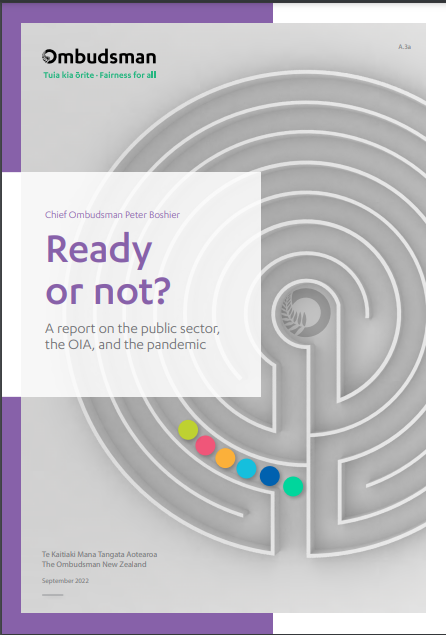 Ombudsman
Tuia kia ōrite · Fairness for all
A.3a
Chief Ombudsman Peter Boshier
Ready
or not?
A report on the public sector,
the OIA, and the pandemic
Te Kaitiaki Mana Tangata Aotearoa
The Ombudsman New Zealand
September 2022